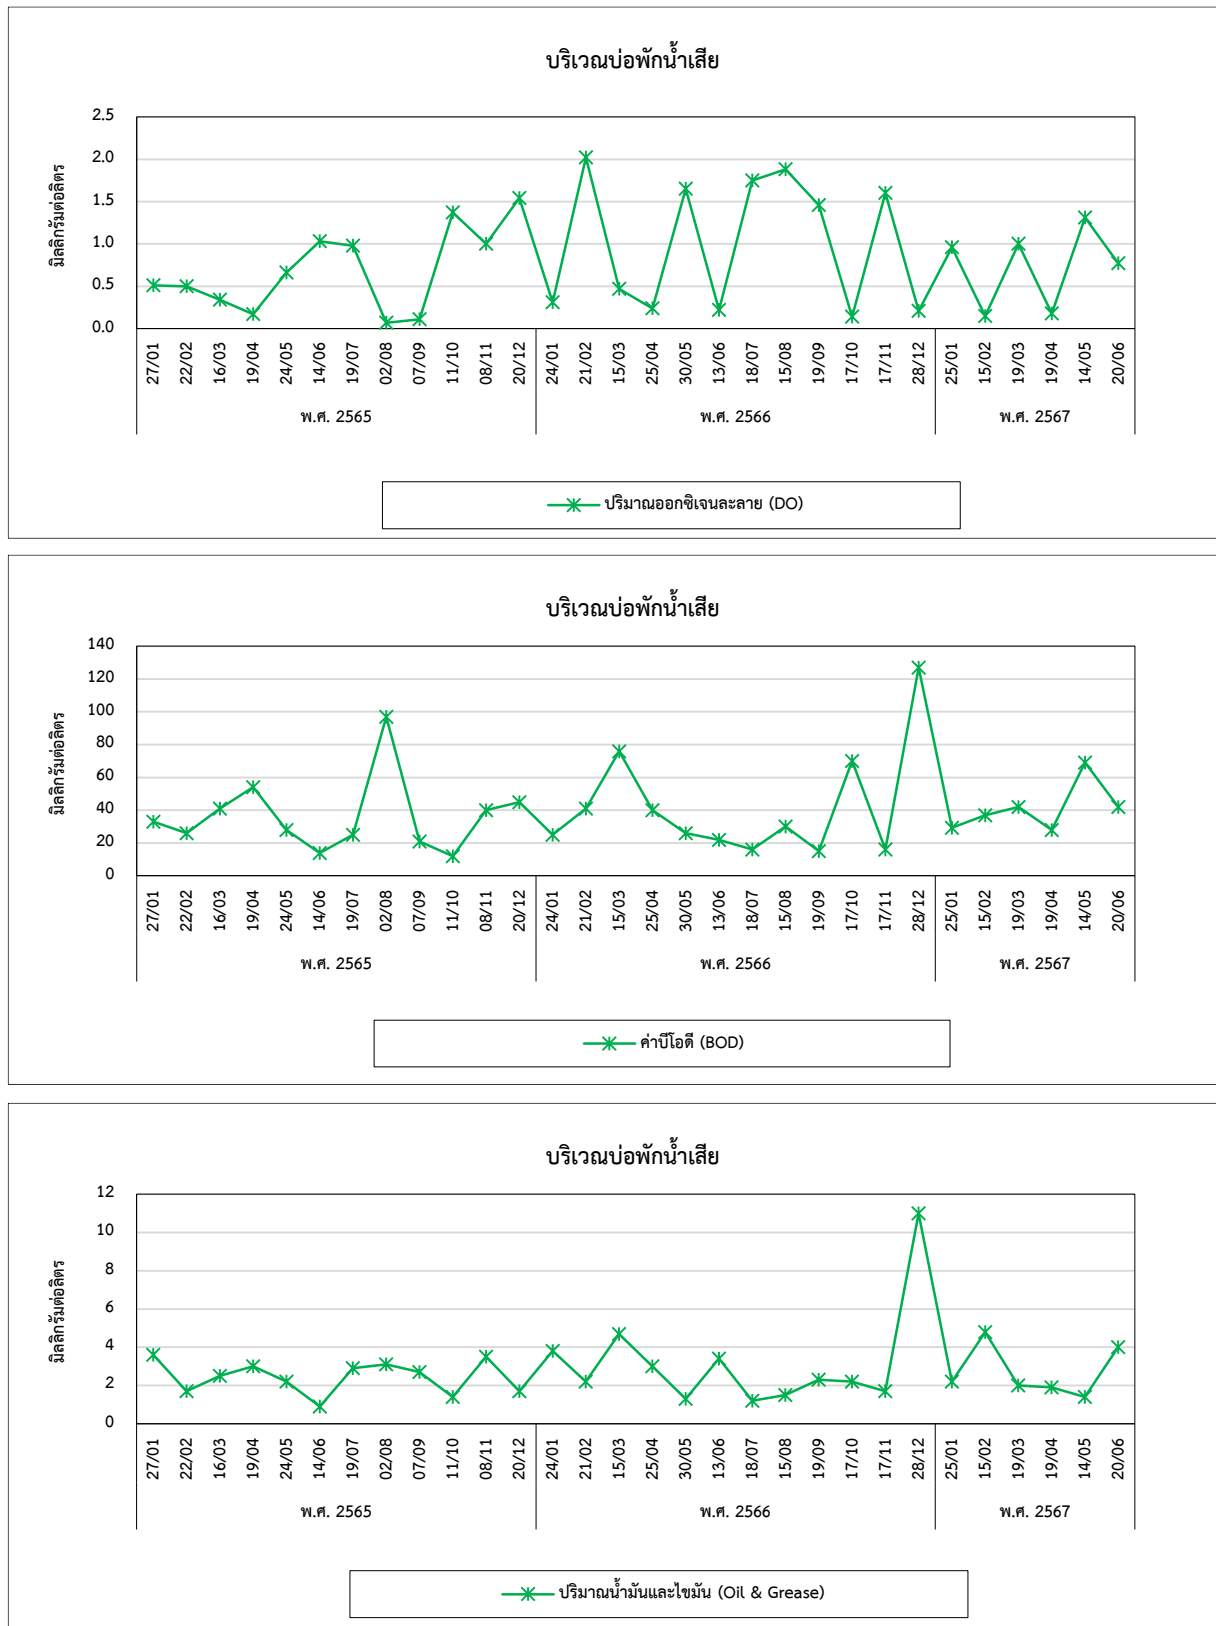 บริเวณบ่อพักน้ำเสีย
มิลลิกรัมต่อลิตร
2.5
2.0
1.5
1.0
0.5
0.0
27/01 22/02 16/03 19/04 24/05 14/06 19/07 02/08 07/09 11/10 08/11 20/12 24/01 21/02 15/03 25/04 30/05 13/06 18/07 15/08 19/09 17/10 17/11 28/12 25/01 15/02 19/03 19/04 14/05 20/06
พ.ศ. 2565 พ.ศ. 2566 พ.ศ. 2567
ปริมาณออกซิเจนละลาย (DO)
บริเวณบ่อพักน้ำเสีย
มิลลิกรัมต่อลิตร
140
120
100
80
60
40
20
0
27/01 22/02 16/03 19/04 24/05 14/06 19/07 02/08 07/09 11/10 08/11 20/12 24/01 21/02 15/03 25/04 30/05 13/06 18/07 15/08 19/09 17/10 17/11 28/12 25/01 15/02 19/03 19/04 14/05 20/06
พ.ศ. 2565 พ.ศ. 2566 พ.ศ. 2567
ค่าบีโอดี (BOD)
บริเวณบ่อพักน้ำเสีย
มิลลิกรัมต่อลิตร
12
10
8
6
4
2
0
27/01 22/02 16/03 19/04 24/05 14/06 19/07 02/08 07/09 11/10 08/11 20/12 24/01 21/02 15/03 25/04 30/05 13/06 18/07 15/08 19/09 17/10 17/11 28/12 25/01 15/02 19/03 19/04 14/05 20/06
พ.ศ. 2565 พ.ศ. 2566 พ.ศ. 2567
ปริมาณน้ำมันและไขมัน (Oil & Grease)